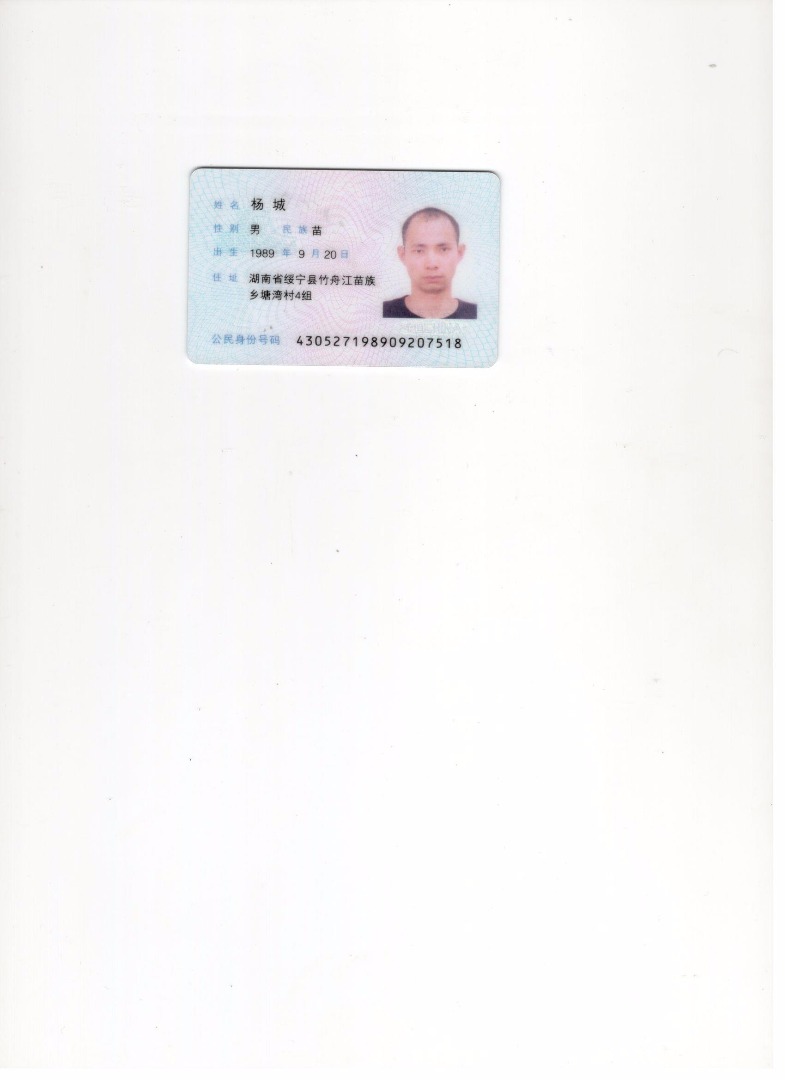 姓名 杨城
性别 男 民族 苗
出生 1989 年 9 月 20 日
住址 湖南省绥宁县竹舟江苗族
乡塘湾村4组
公民身份号码 430527198909207518